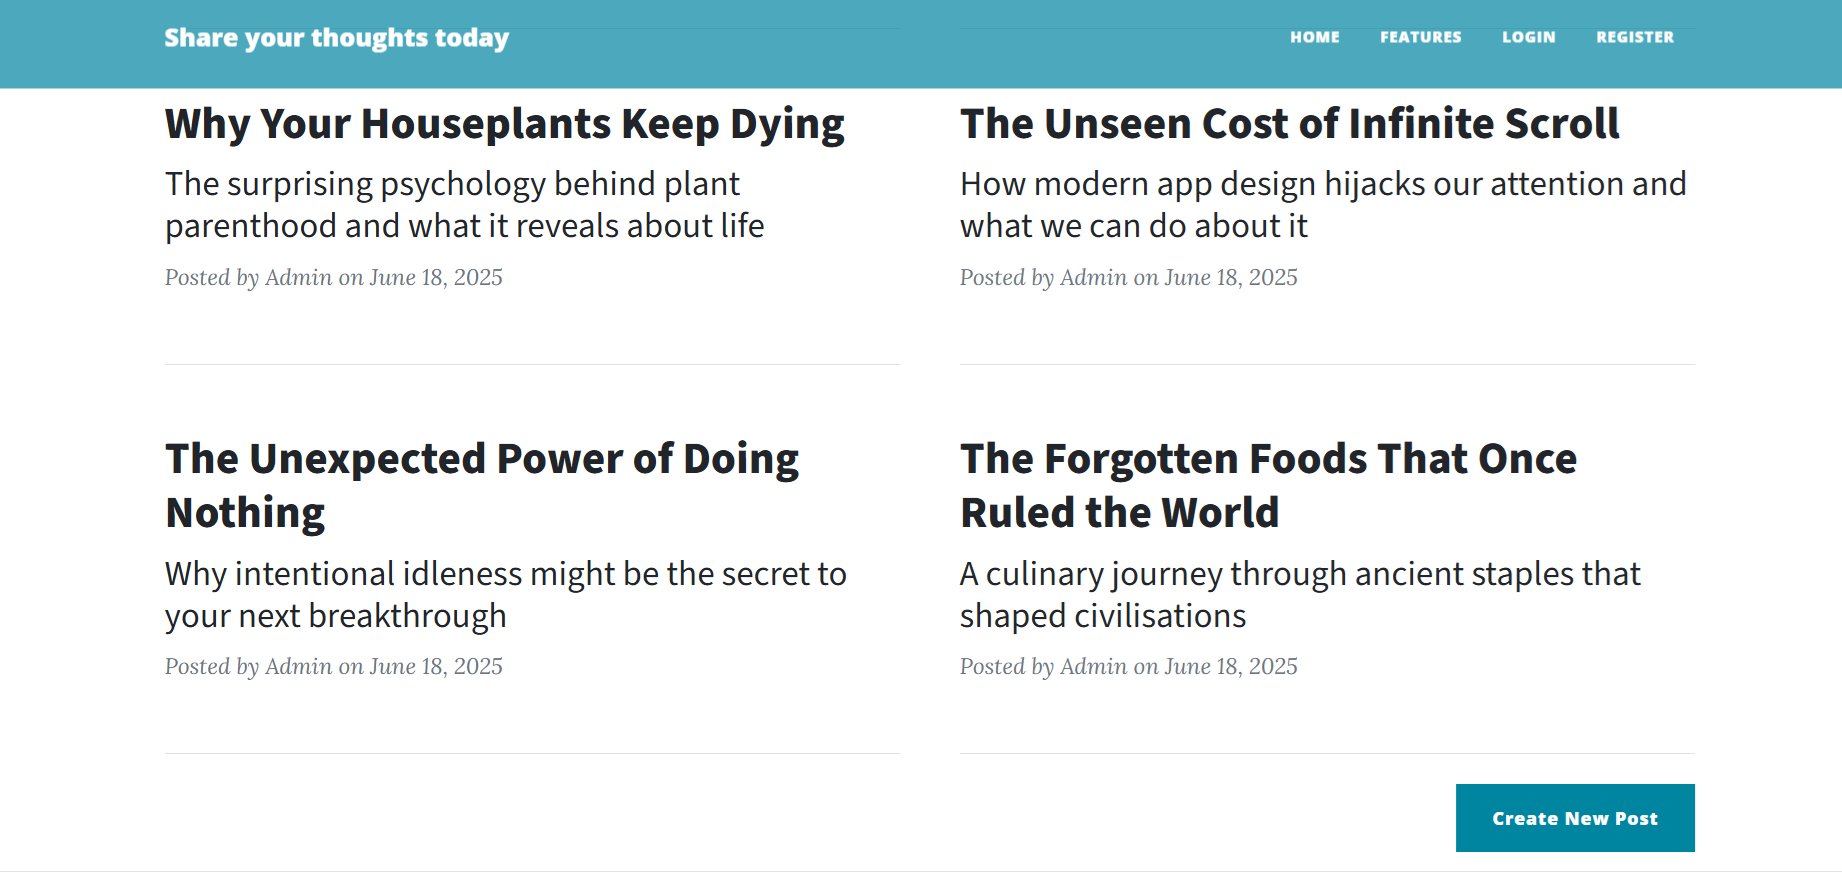 Share your thoughts today
HOME FEATURES LOGIN REGISTER
Why Your Houseplants Keep Dying
The surprising psychology behind plant
parenthood and what it reveals about life
Posted by Admin on June 18, 2025
The Unseen Cost of Infinite Scroll
How modern app design hijacks our attention and
what we can do about it
Posted by Admin on June 18, 2025
The Unexpected Power of Doing
Nothing
Why intentional idleness might be the secret to
your next breakthrough
Posted by Admin on June 18, 2025
The Forgotten Foods That Once
Ruled the World
A culinary journey through ancient staples that
shaped civilisations
Posted by Admin on June 18, 2025
Create New Post